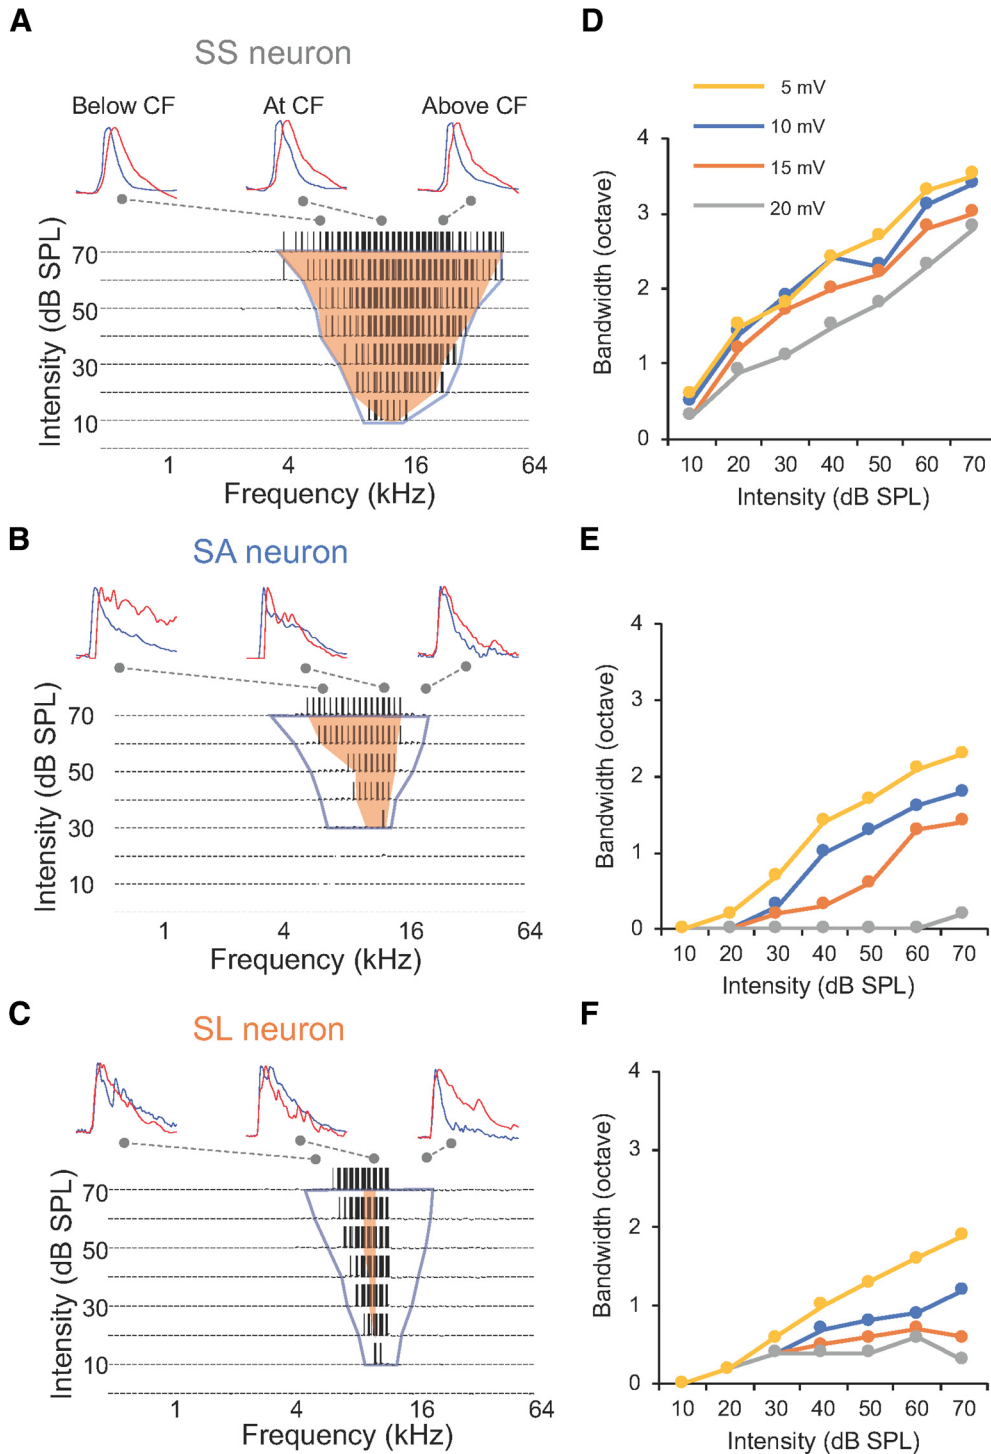 A
SS neuron
Below CF At CF Above CF
Intensity (dB SPL)
70
50
30
10
1 4 16 64
Frequency (kHz)
D
5 mV
10 mV
15 mV
20 mV
Bandwidth (octave)
4
3
2
1
0
10 20 30 40 50 60 70
Intensity (dB SPL)
B
SA neuron
Intensity (dB SPL)
70
50
30
10
1 4 16 64
Frequency (kHz)
E
Bandwidth (octave)
4
3
2
1
0
10 20 30 40 50 60 70
Intensity (dB SPL)
C
SL neuron
Intensity (dB SPL)
70
50
30
10
1 4 16 64
Frequency (kHz)
F
Bandwidth (octave)
4
3
2
1
0
10 20 30 40 50 60 70
Intensity (dB SPL)